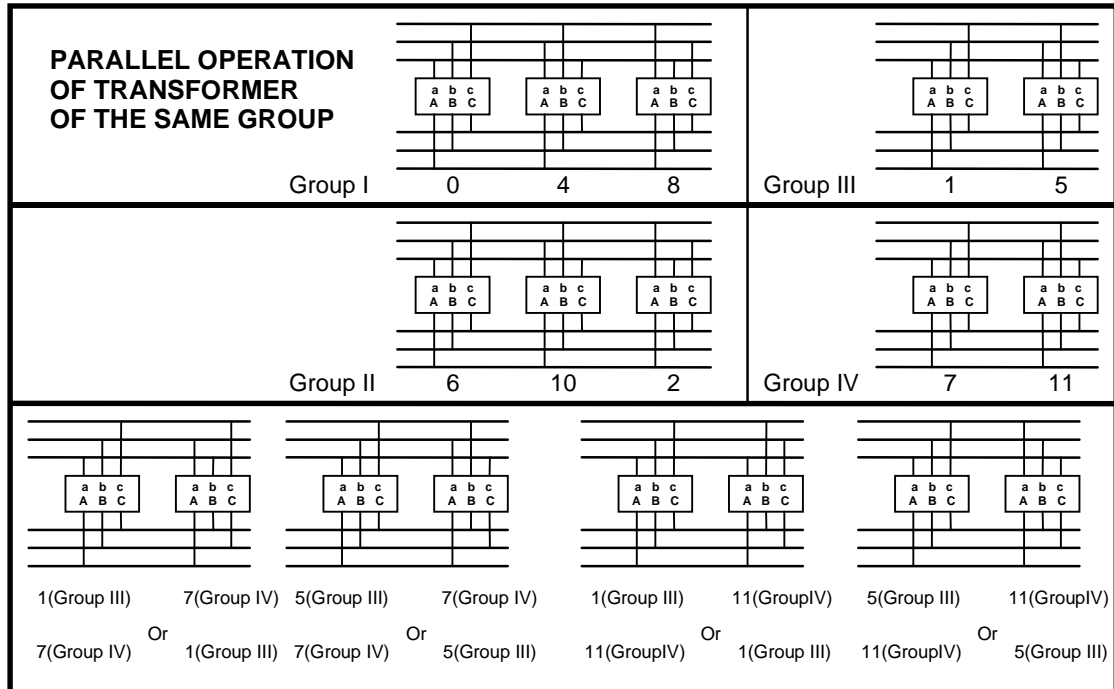 PARALLEL OPERATION
OF TRANSFORMER
OF THE SAME GROUP
a b c a b c a b c
A B C A B C A B C
Group I 0 4 8
a b c a b c
A B C A B C
Group III 1 5
a b c a b c a b c
A B C A B C A B C
Group II 6 10 2
a b c a b c
A B C A B C
Group IV 7 11
a b c a b c a b c a b c a b c a b c a b c a b c
A B C A B C A B C A B C A B C A B C A B C A B C
1(Group III) 7(Group IV) 5(Group III) 7(Group IV) 1(Group III) 11(GroupIV) 5(Group III) 11(GroupIV)
Or Or Or Or
7(Group IV) 1(Group III) 7(Group IV) 5(Group III) 11(GroupIV) 1(Group III) 11(GroupIV) 5(Group III)